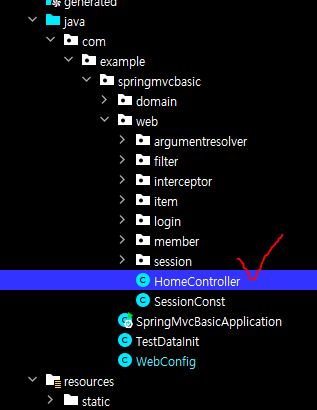 generated
java
com
example
springmvcbasic
domain
web
argumentresolver
filter
interceptor
item
login
member
session
HomeController
SessionConst
SpringMvcBasicApplication
TestDataInit
WebConfig
resources
static